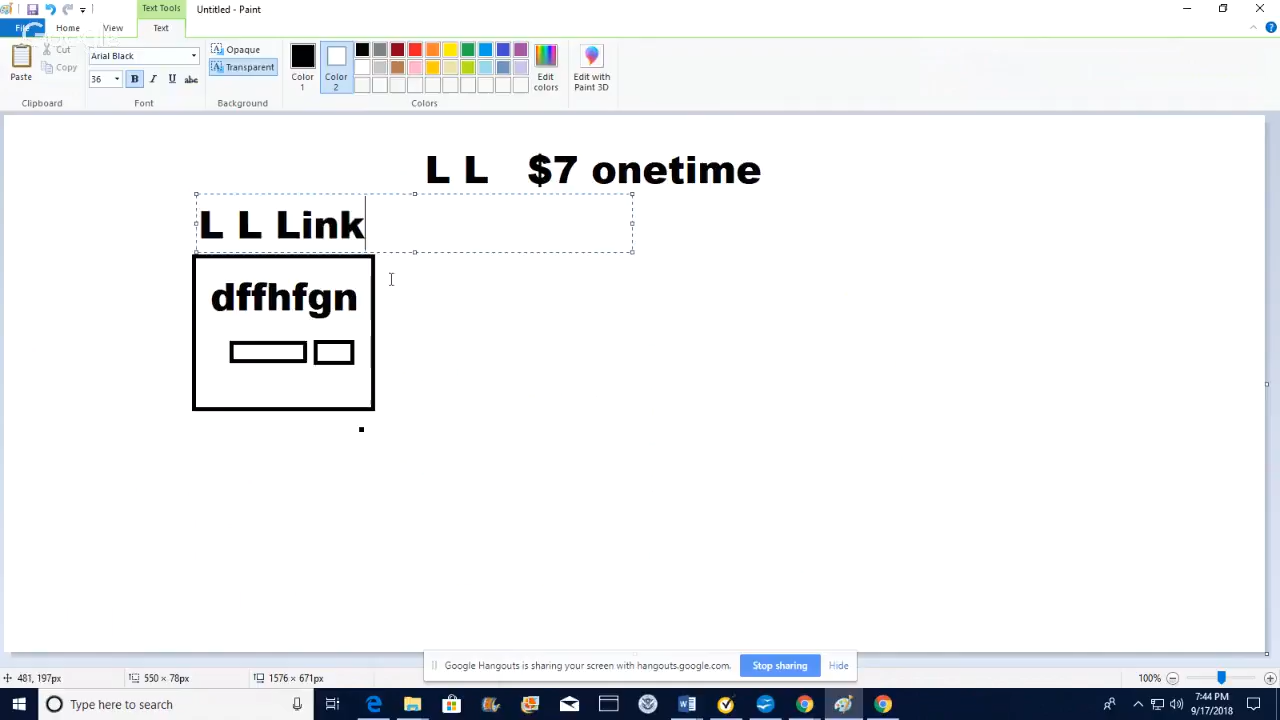 Text Tools
Untitled - Paint
File
Home
View
Text
Paste
Cut
Copy
Clipboard
Arial Black
36
B
I
U
abc
Font
Opaque
Transparent
Background
Color 1
Color 2
Edit colors
Colors
Edit with Paint 3D
L L $7 onetime
L L Link
dffhfgn
Google Hangouts is sharing your screen with hangouts.google.com.
Stop sharing
Hide
481, 197px
550 × 78px
1576 × 671px
100%
Type here to search
7:44 PM
9/17/2018